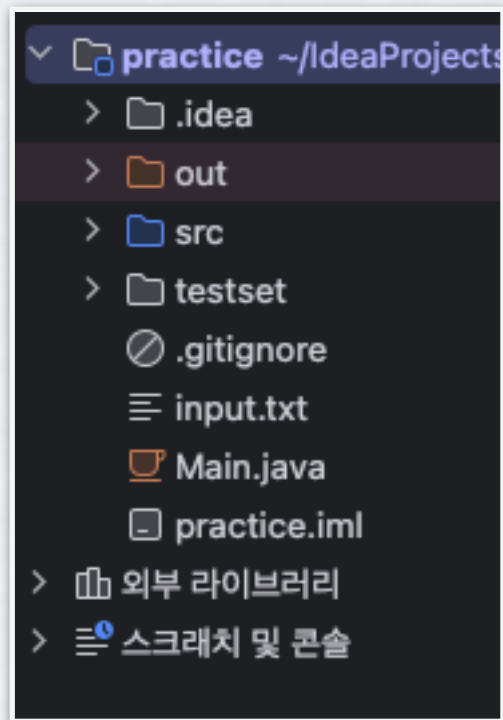 practice ~/IdeaProjects
.idea
out
src
testset
.gitignore
input.txt
Main.java
practice.iml
외부 라이브러리
스크래치 및 콘솔